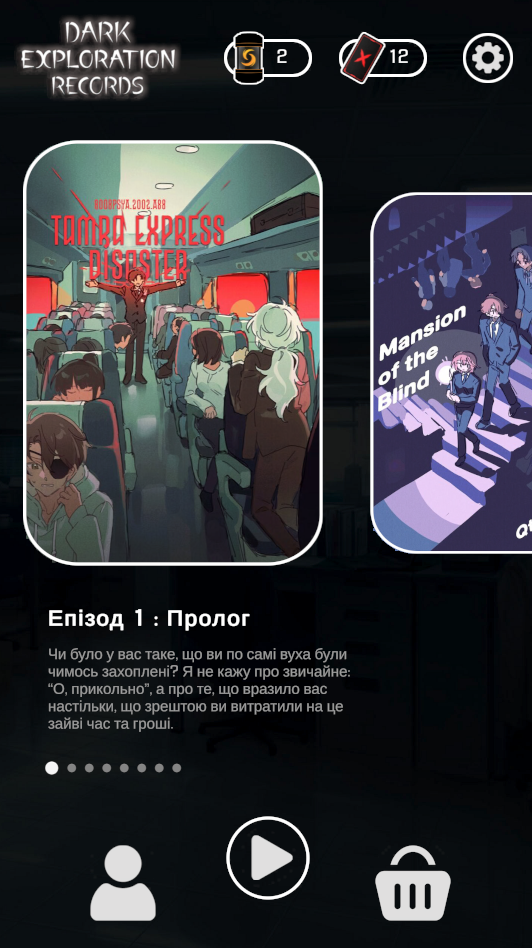 DARK
EXPLORATION
RECORDS
2
12
TAMRA EXPRESS
DISASTER
Mansion
of the
Blind
Епізод 1 : Пролог
Чи було у вас таке, що ви по самі вуха були
чимось захоплені? Я не кажу про звичайне:
“О, прикольно”, а про те, що вразило вас
настільки, що зрештою ви витратили на це
зайві час та гроші.